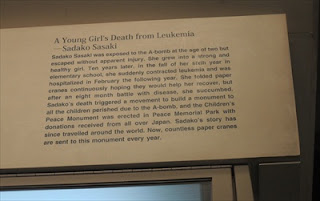 A Young Girl's Death from Leukemia
—Sadako Sasaki
Sadako Sasaki was exposed to the A-bomb at the age of two but
escaped without apparent injury. She grew into a strong and
healthy girl. Ten years later, in the fall of her sixth year in
elementary school, she suddenly contracted leukemia and was
hospitalized in February the following year. She folded paper
cranes continuously hoping they would help her recover, but
after an eight month battle with disease, she succumbed.
Sadako's death triggered a movement to build a monument to
all the children perished due to the A-bomb, and the Children's
Peace Monument was erected in Peace Memorial Park with
donations received from all over Japan. Sadako's story has
since travelled around the world. Now, countless paper cranes
are sent to this monument every year.